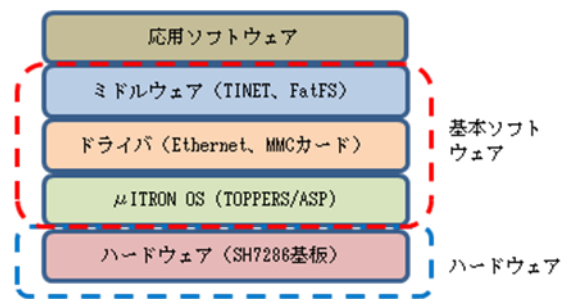 応用ソフトウェア
ミドルウェア（TINET、FatFS）
ドライバ（Ethernet、MMCカード）
μITRON OS（TOPPERS/ASP）
ハードウェア（SH7286基板）
基本ソフト
ウェア
ハードウェア